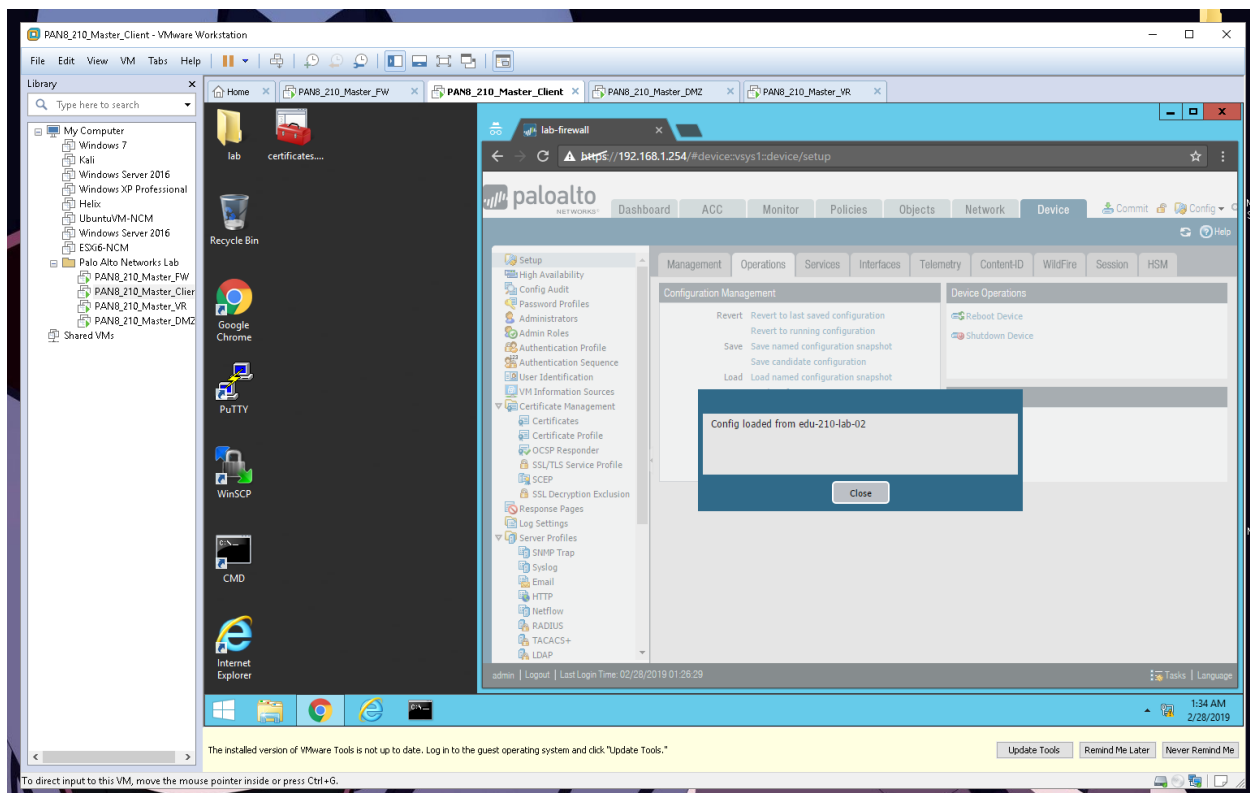 PAN8_210_Master_Client - VMware Workstation
File Edit View VM Tabs Help
Library
Type here to search
My Computer
Windows 7
Kali
Windows Server 2016
Windows XP Professional
Helix
UbuntuVM-NCM
Windows Server 2016
ESXi6-NCM
Palo Alto Networks Lab
PAN8_210_Master_FW
PAN8_210_Master_Clier
PAN8_210_Master_VR
PAN8_210_Master_DMZ
Shared VMs
Home PAN8_210_Master_FW PAN8_210_Master_Client PAN8_210_Master_DMZ PAN8_210_Master_VR
lab
certificates....
Recycle Bin
Google
Chrome
PuTTY
WinSCP
CMD
Internet
Explorer
lab-firewall
https://192.168.1.254/#device::vsys1::device/setup
paloalto
NETWORKS
Dashboard ACC Monitor Policies Objects Network Device Commit Config
Help
Setup
High Availability
Config Audit
Password Profiles
Administrators
Admin Roles
Authentication Profile
Authentication Sequence
User Identification
VM Information Sources
Certificate Management
Certificates
Certificate Profile
OCSP Responder
SSL/TLS Service Profile
SCEP
SSL Decryption Exclusion
Response Pages
Log Settings
Server Profiles
SNMP Trap
Syslog
Email
HTTP
Netflow
RADIUS
TACACS+
LDAP
Management Operations Services Interfaces Telemetry Content-ID WildFire Session HSM
Configuration Management
Revert Revert to last saved configuration
Revert to running configuration
Save Save named configuration snapshot
Save candidate configuration
Load Load named configuration snapshot
Device Operations
Reboot Device
Shutdown Device
Config loaded from edu-210-lab-02
Close
admin | Logout | Last Login Time: 02/28/2019 01:26:29
Tasks | Language
1:34 AM
2/28/2019
The installed version of VMware Tools is not up to date. Log in to the guest operating system and click "Update Tools."
Update Tools Remind Me Later Never Remind Me
To direct input to this VM, move the mouse pointer inside or press Ctrl+G.